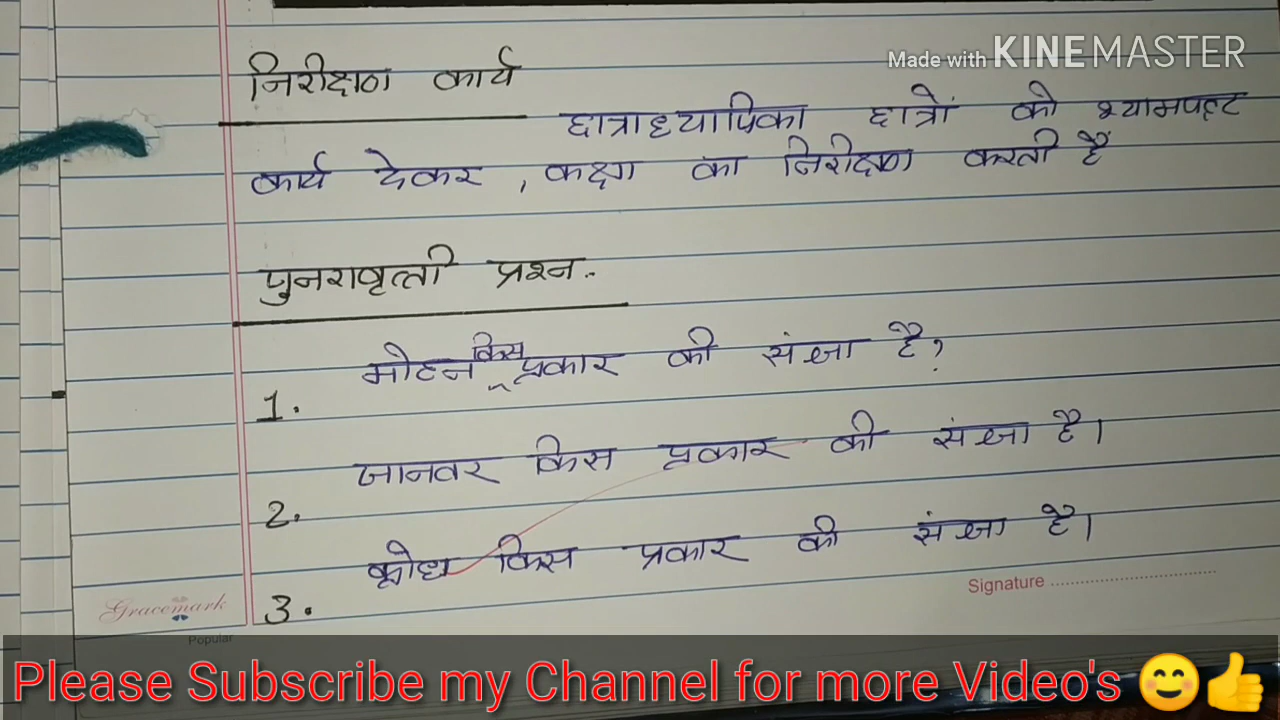 Made with KINEMASTER
निरीक्षण कार्य
छात्राध्यापिका छात्रों को श्यामपट्ट
कार्य देकर , कक्षा का निरीक्षण करती है
पुनरावृत्ती प्रश्न.
1. मोहन किस प्रकार की संज्ञा है?
2. जानवर किस प्रकार की संज्ञा है।
3. क्रोध किस प्रकार की संज्ञा है।
Signature
Gracemark
Popular
Please Subscribe my Channel for more Video's 😊👍